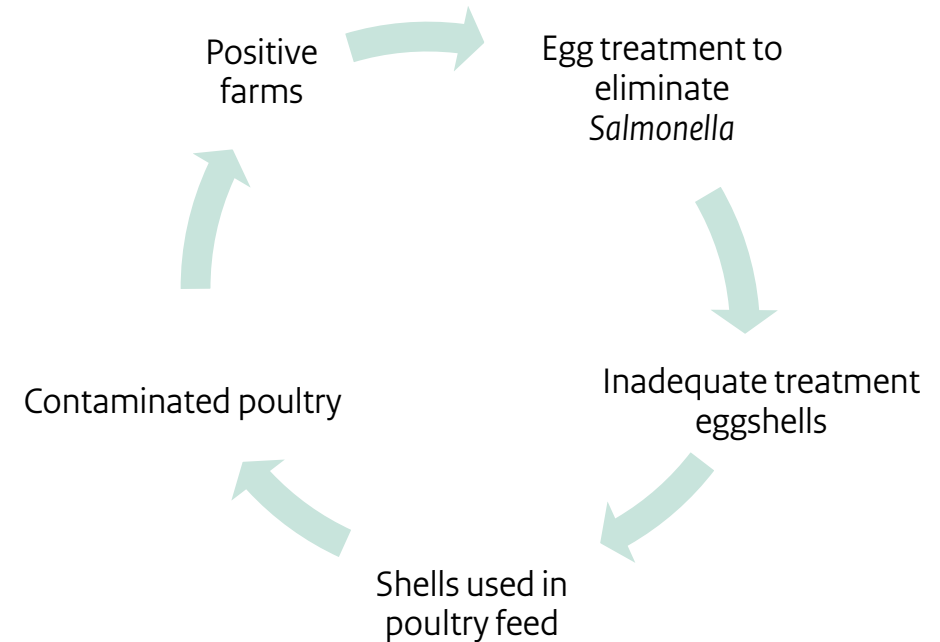 Positive
farms
Egg treatment to
eliminate
Salmonella
Inadequate treatment
eggshells
Shells used in
poultry feed
Contaminated poultry